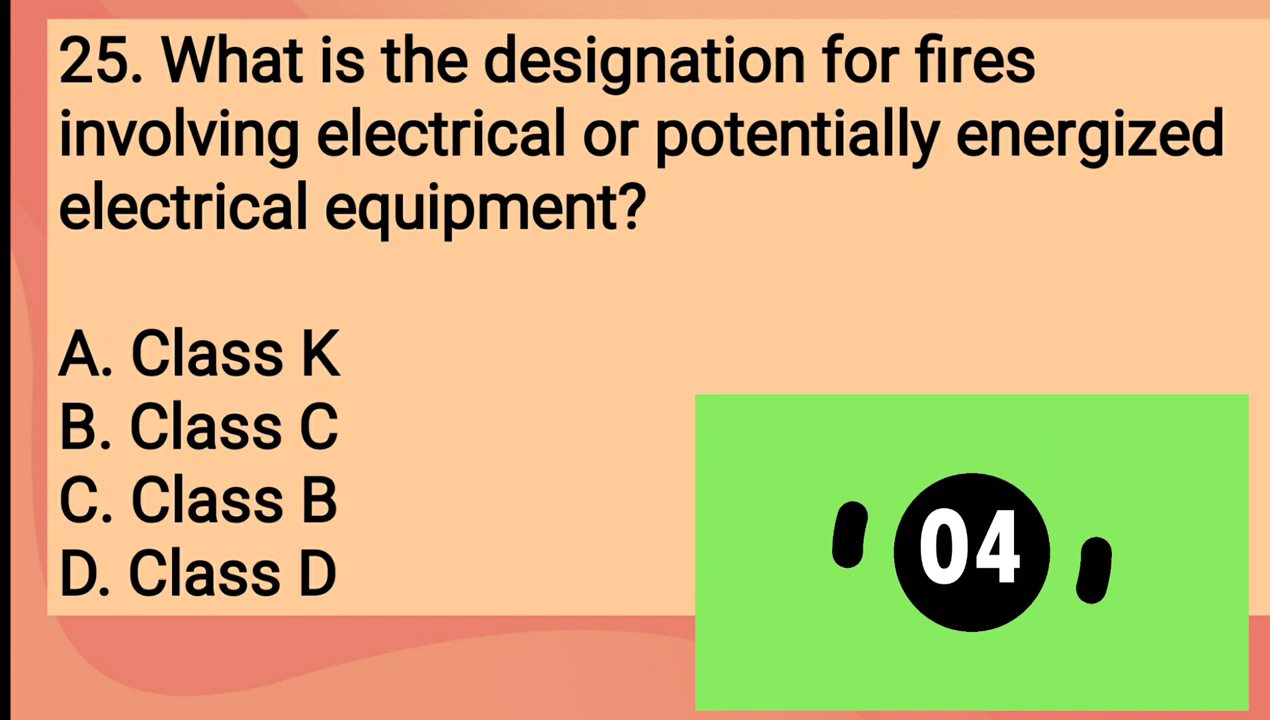 25. What is the designation for fires
involving electrical or potentially energized
electrical equipment?
A. Class K
B. Class C
C. Class B
D. Class D
04